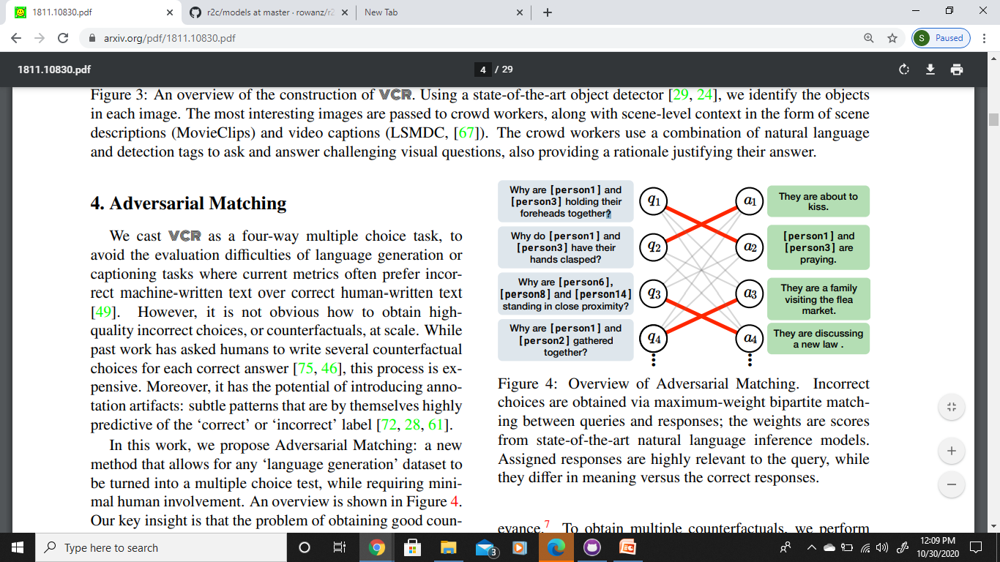 1811.10830.pdf
r2c/models at master · rowanz/r2
New Tab
arxiv.org/pdf/1811.10830.pdf
S Paused
1811.10830.pdf
4 / 29
Figure 3: An overview of the construction of VCR. Using a state-of-the-art object detector [29, 24], we identify the objects
in each image. The most interesting images are passed to crowd workers, along with scene-level context in the form of scene
descriptions (MovieClips) and video captions (LSMDC, [67]). The crowd workers use a combination of natural language
and detection tags to ask and answer challenging visual questions, also providing a rationale justifying their answer.
4. Adversarial Matching
We cast VCR as a four-way multiple choice task, to
avoid the evaluation difficulties of language generation or
captioning tasks where current metrics often prefer incor-
rect machine-written text over correct human-written text
[49]. However, it is not obvious how to obtain high-
quality incorrect choices, or counterfactuals, at scale. While
past work has asked humans to write several counterfactual
choices for each correct answer [75, 46], this process is ex-
pensive. Moreover, it has the potential of introducing anno-
tation artifacts: subtle patterns that are by themselves highly
predictive of the ‘correct’ or ‘incorrect’ label [72, 28, 61].
In this work, we propose Adversarial Matching: a new
method that allows for any ‘language generation’ dataset to
be turned into a multiple choice test, while requiring mini-
mal human involvement. An overview is shown in Figure 4.
Our key insight is that the problem of obtaining good coun-
Why are [person1] and
[person3] holding their
foreheads together?
q1
a1
They are about to
kiss.
Why do [person1] and
[person3] have their
hands clasped?
q2
a2
[person1] and
[person3] are
praying.
Why are [person6],
[person8] and [person14]
standing in close proximity?
q3
a3
They are a family
visiting the flea
market.
Why are [person1] and
[person2] gathered
together?
q4
a4
They are discussing
a new law .
Figure 4: Overview of Adversarial Matching. Incorrect
choices are obtained via maximum-weight bipartite match-
ing between queries and responses; the weights are scores
from state-of-the-art natural language inference models.
Assigned responses are highly relevant to the query, while
they differ in meaning versus the correct responses.
evance.7 To obtain multiple counterfactuals, we perform
Type here to search
3
12:09 PM
10/30/2020